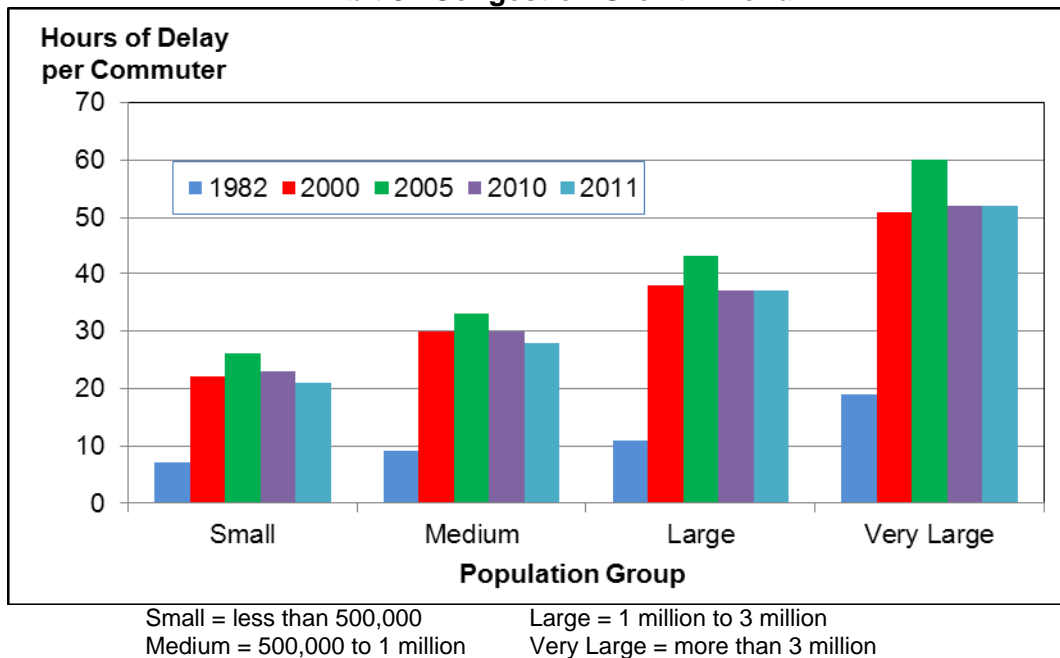 Hours of Delay
per Commuter
70
60
50
40
30
20
10
0
1982 2000 2005 2010 2011
Small Medium Large Very Large
Population Group
Small = less than 500,000 Large = 1 million to 3 million
Medium = 500,000 to 1 million Very Large = more than 3 million